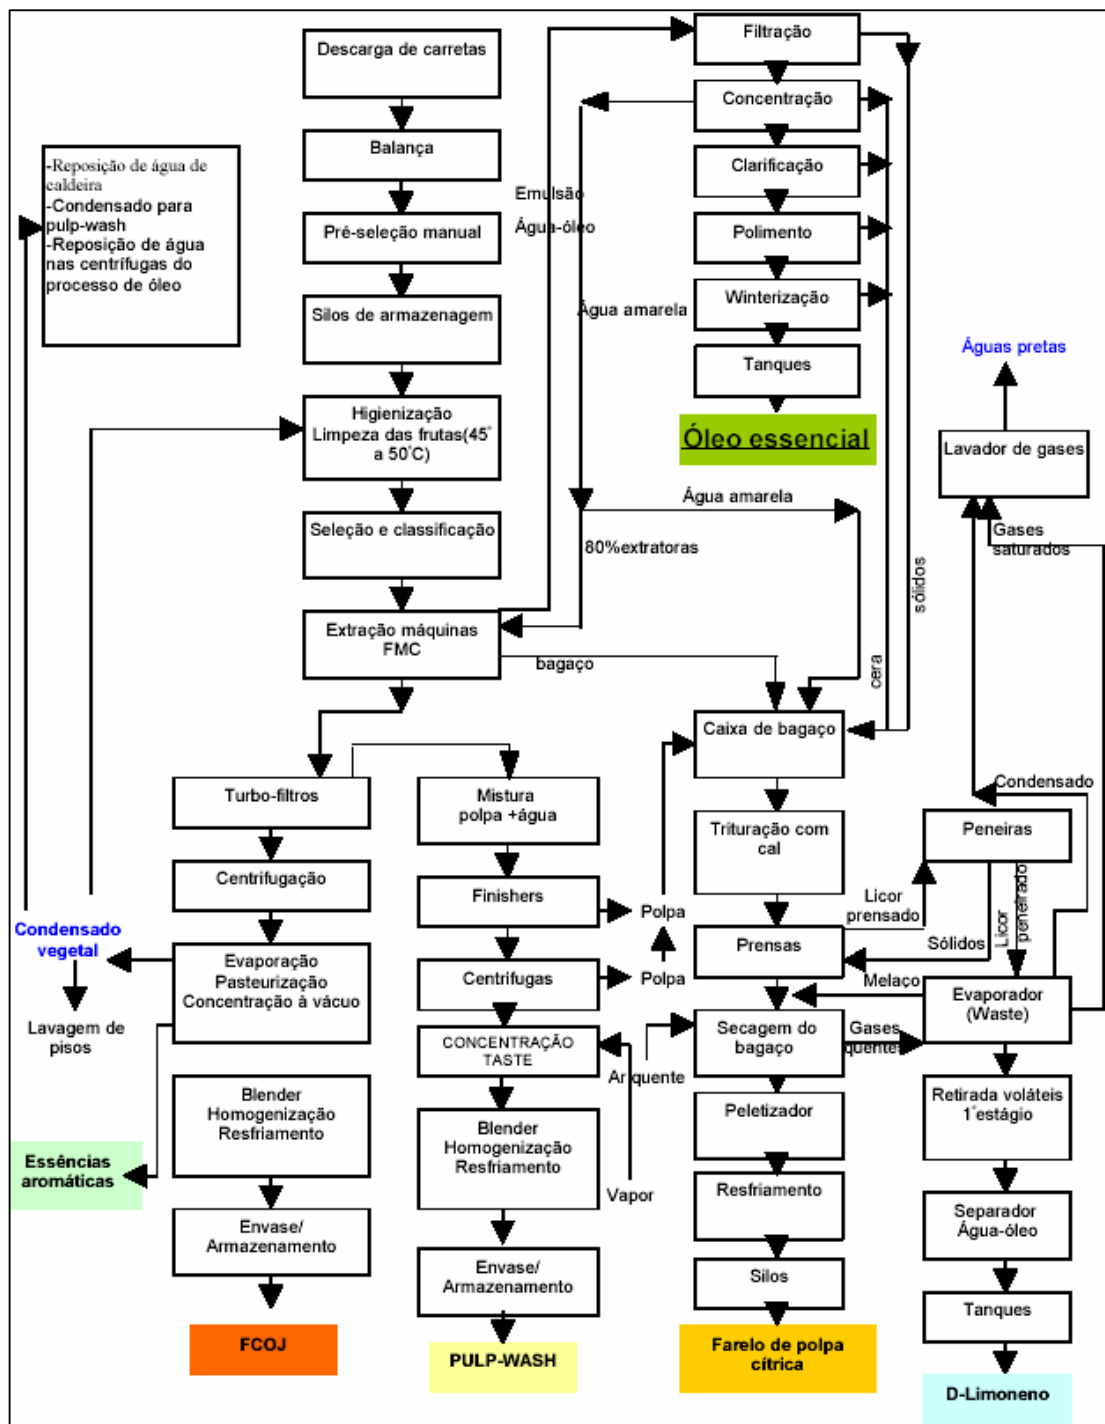 Descarga de carretas
Balança
Pré-seleção manual
Silos de armazenagem
Higienização
Limpeza das frutas(45°
a 50°C)
Seleção e classificação
Extração máquinas
FMC
-Reposição de água de
caldeira
-Condensado para
pulp-wash
-Reposição de água
nas centrífugas do
processo de óleo
Emulsão
Água-óleo
Filtração
Concentração
Clarificação
Polimento
Winterização
Tanques
Óleo essencial
Água amarela
Água amarela
80%extratoras
bagaço
sólidos
cera
Águas pretas
Lavador de gases
Gases
saturados
Condensado
Turbo-filtros
Centrifugação
Evaporação
Pasteurização
Concentração à vácuo
Condensado
vegetal
Lavagem de
pisos
Blender
Homogenização
Resfriamento
Essências
aromáticas
Envase/
Armazenamento
FCOJ
Mistura
polpa +água
Finishers
Polpa
Centrífugas
Polpa
CONCENTRAÇÃO
TASTE
Blender
Homogenização
Resfriamento
Vapor
Envase/
Armazenamento
PULP-WASH
Caixa de bagaço
Trituração com
cal
Prensas
Licor
prensado
Sólidos
Licor
peneirado
Melaço
Secagem do
bagaço
Ar quente
Gases
quentes
Peletizador
Resfriamento
Silos
Farelo de polpa
cítrica
Peneiras
Evaporador
(Waste)
Retirada voláteis
1°estágio
Separador
Água-óleo
Tanques
D-Limoneno